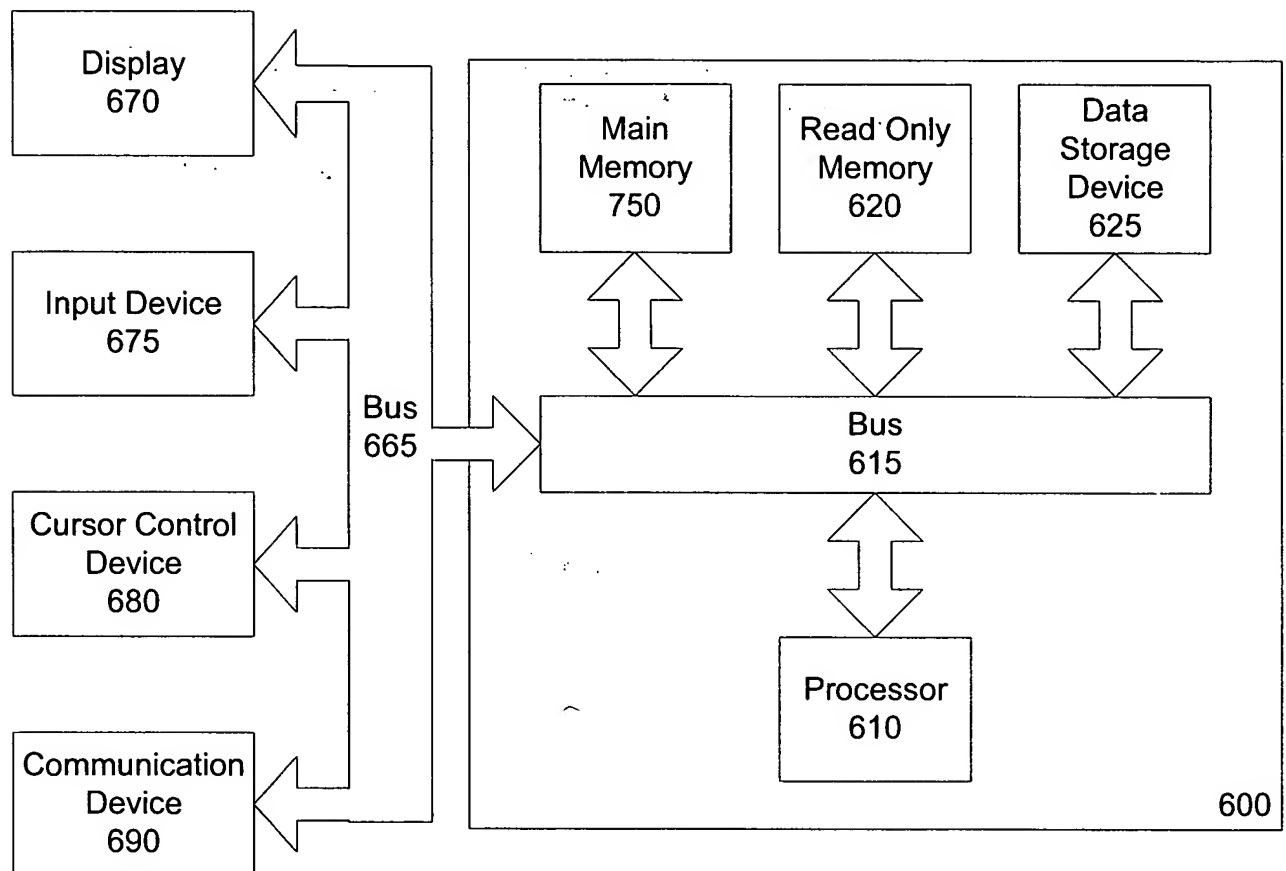 Display
670
Input Device
675
Cursor Control
Device
680
Communication
Device
690
Bus
665
Main
Memory
750
Read Only
Memory
620
Data
Storage
Device
625
Bus
615
Processor
610
600